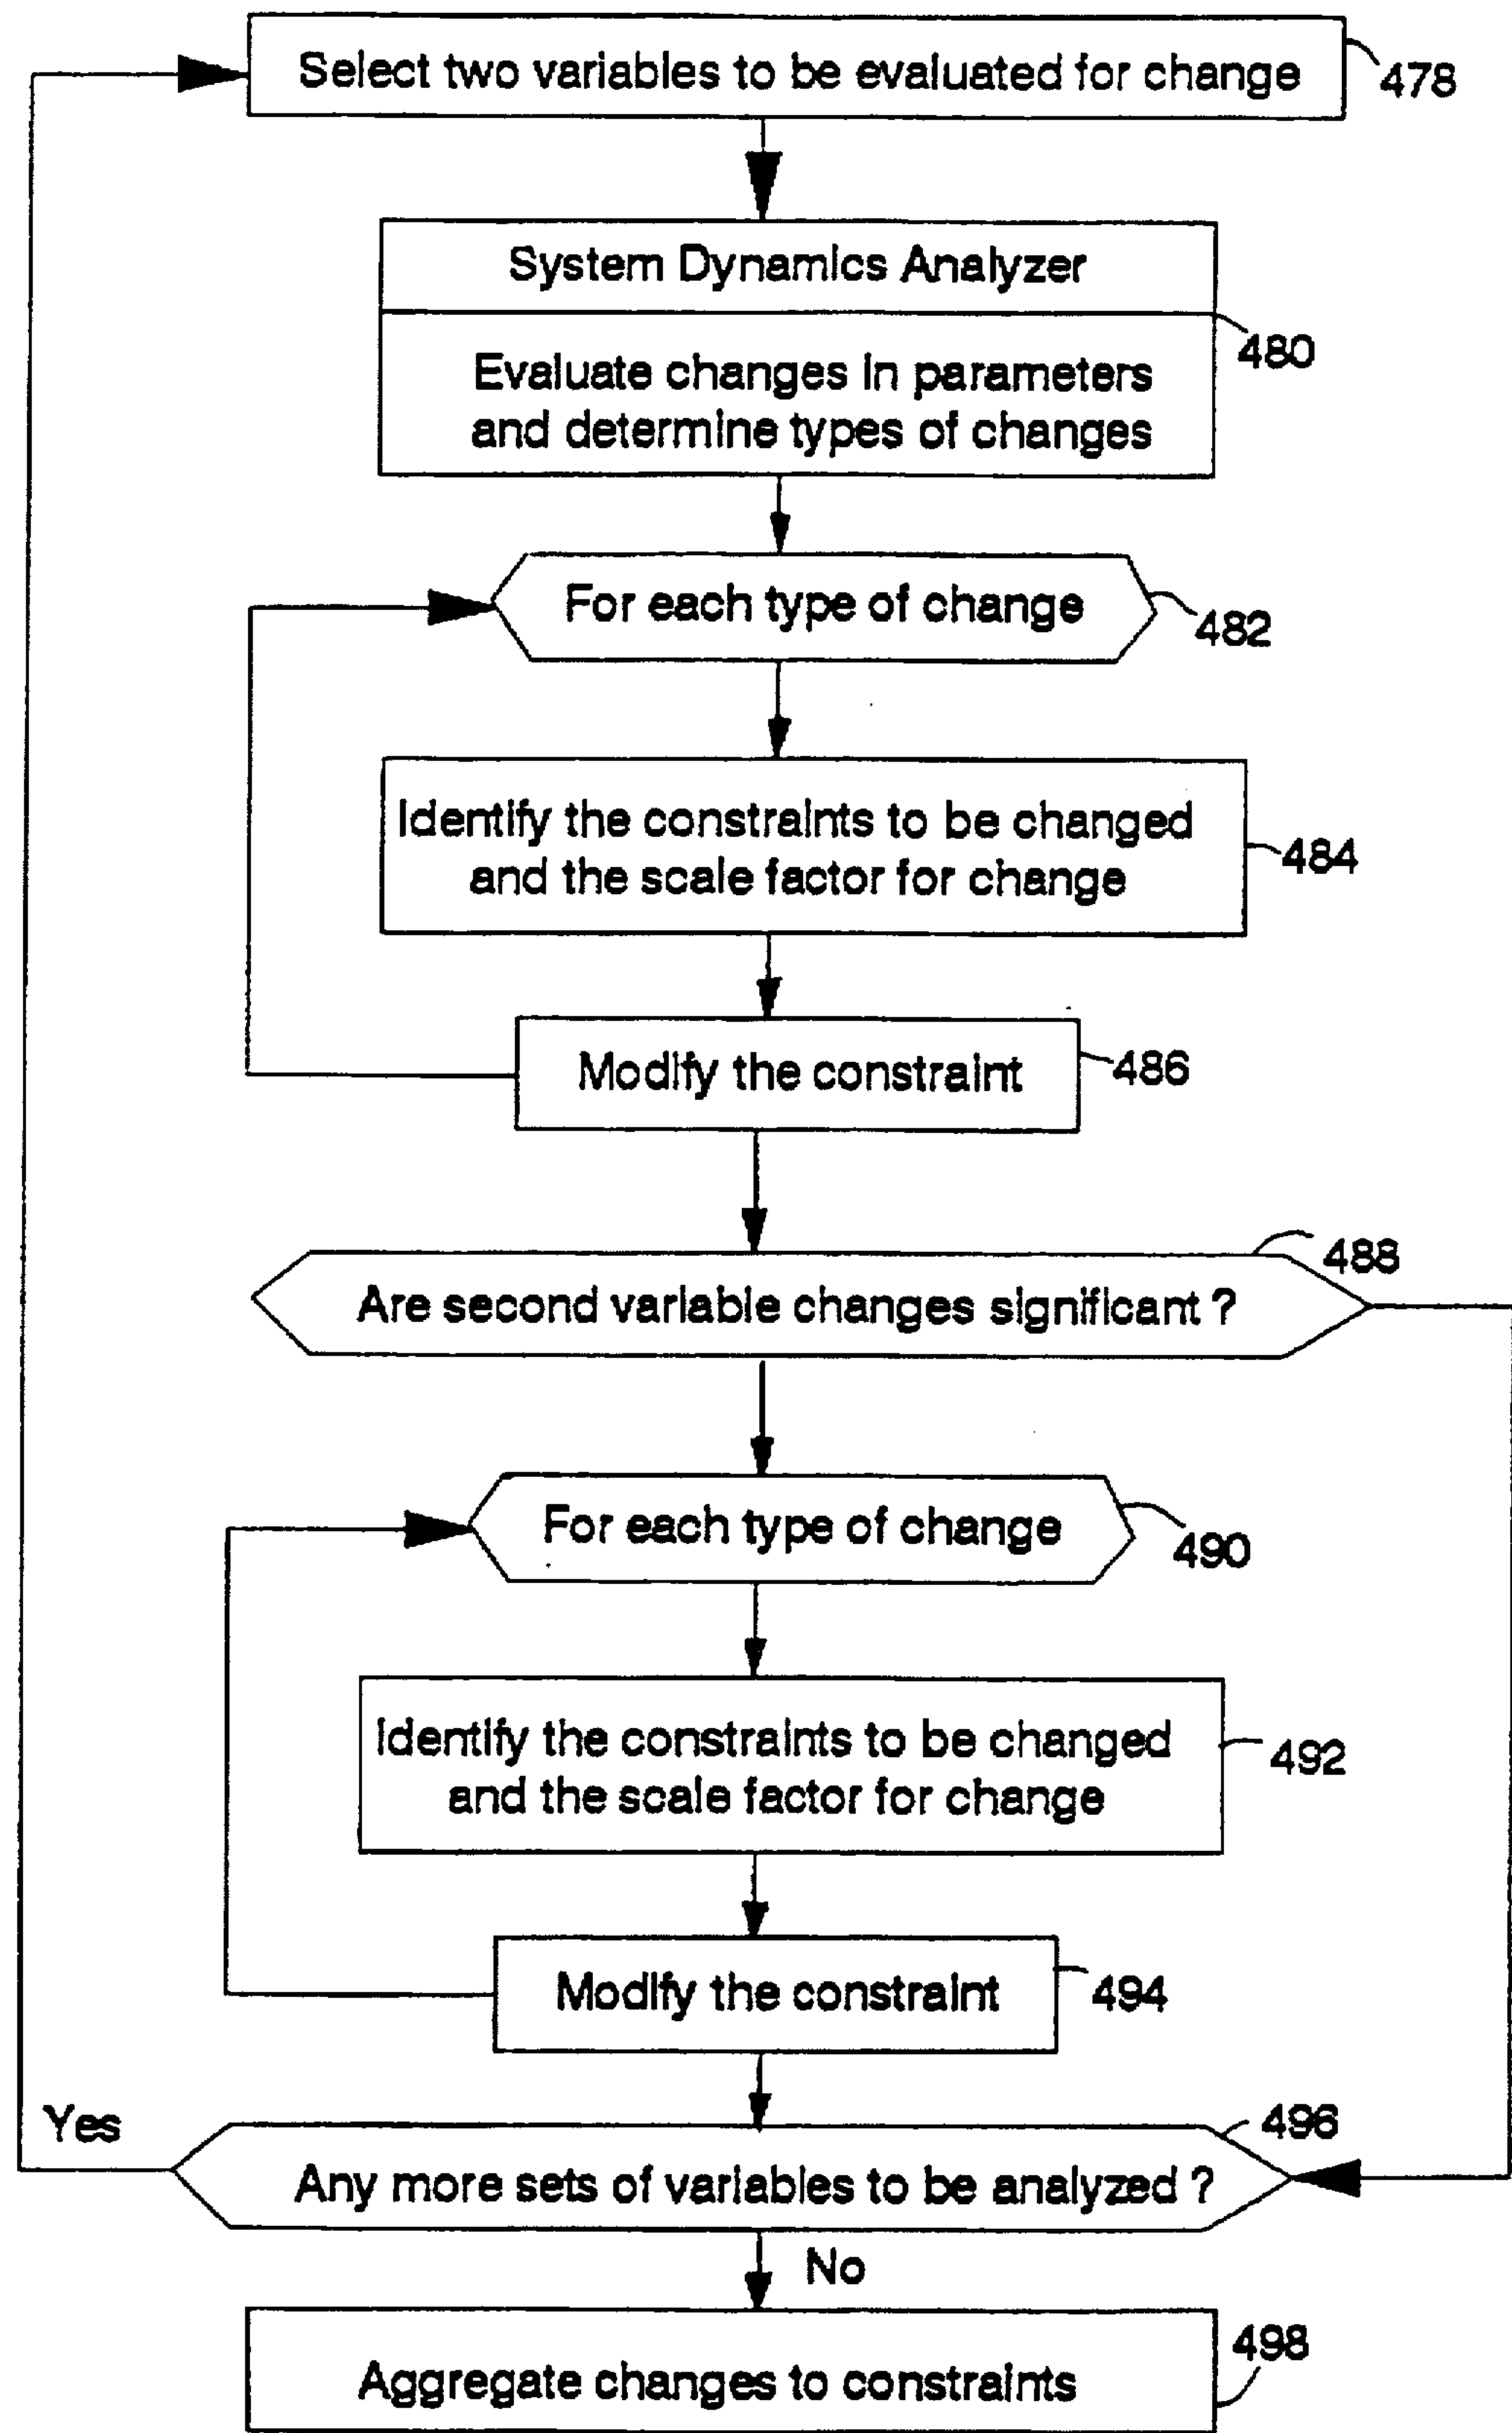 Select two variables to be evaluated for change
478
System Dynamics Analyzer
480
Evaluate changes in parameters
and determine types of changes
For each type of change
482
Identify the constraints to be changed
and the scale factor for change
484
Modify the constraint
486
488
Are second variable changes significant ?
For each type of change
490
Identify the constraints to be changed
and the scale factor for change
492
Modify the constraint
494
Yes
496
Any more sets of variables to be analyzed ?
No
498
Aggregate changes to constraints